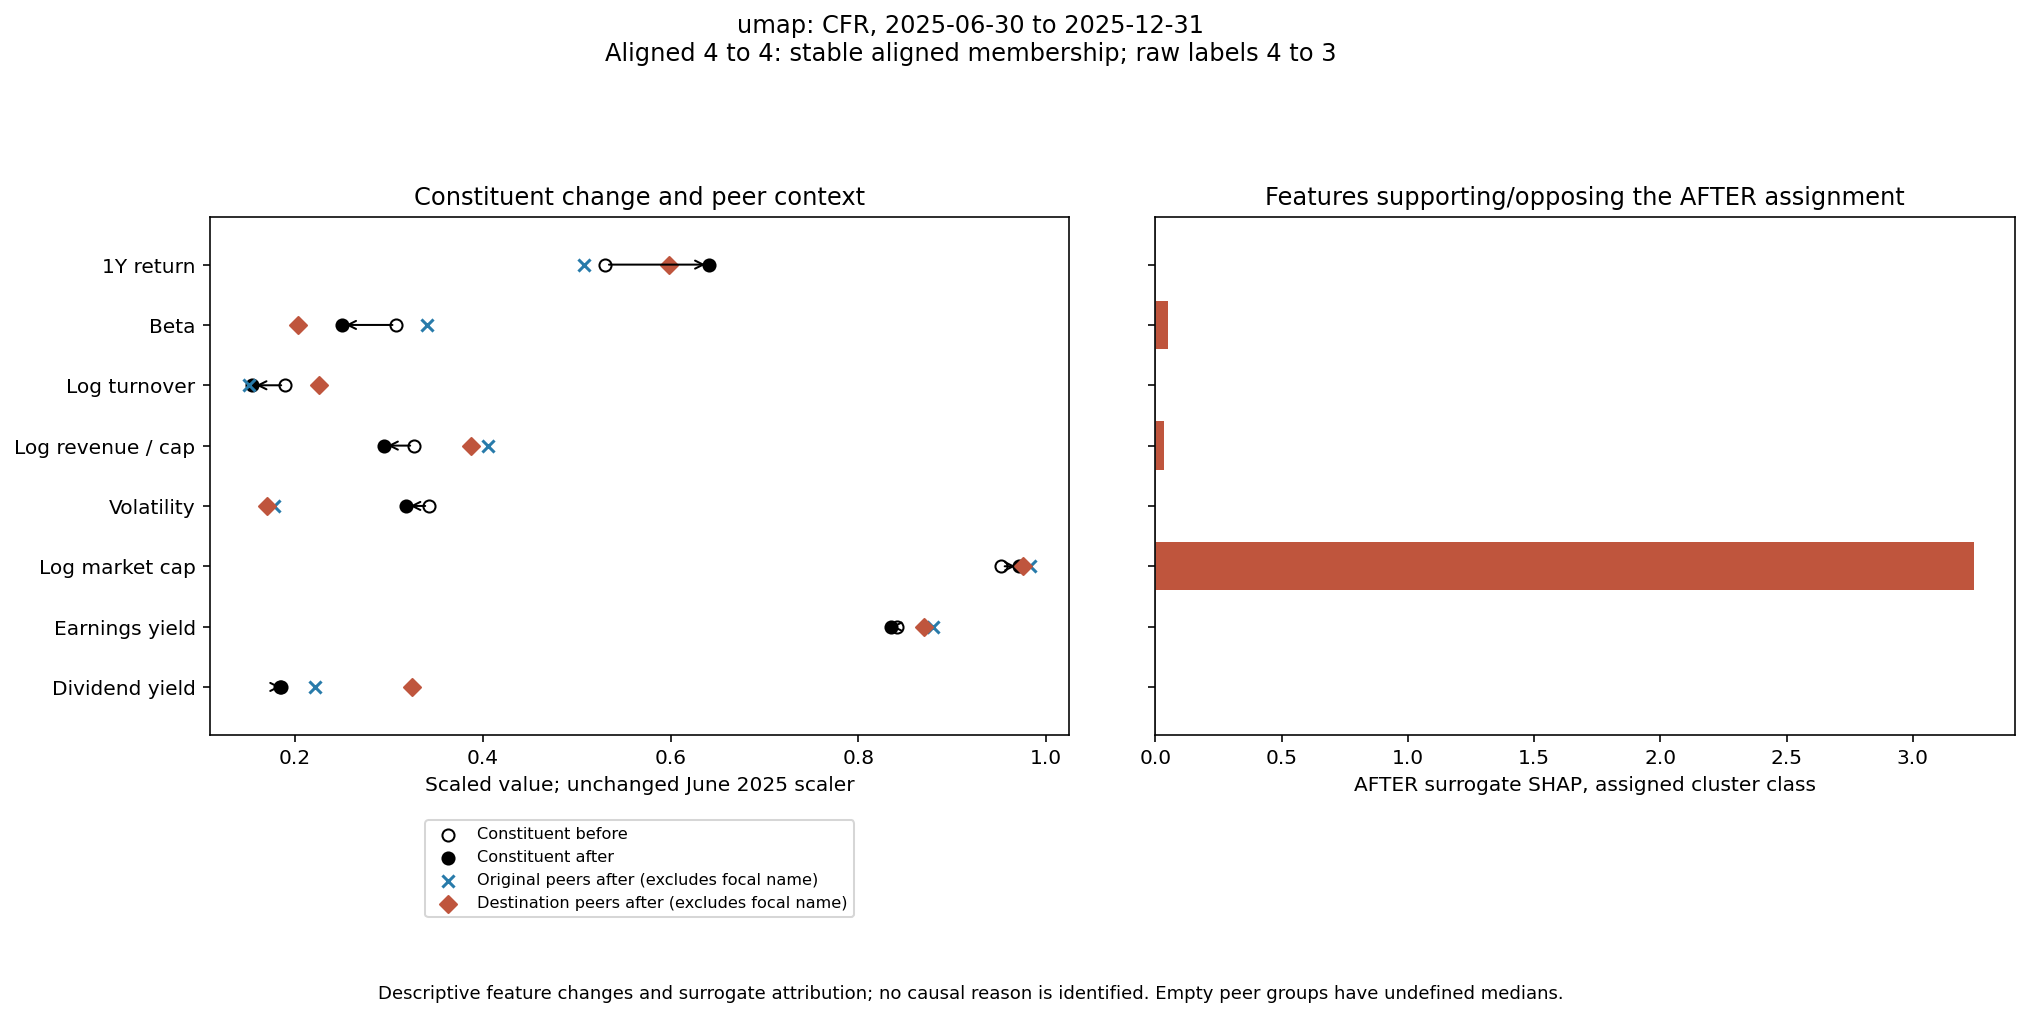 umap: CFR, 2025-06-30 to 2025-12-31
Aligned 4 to 4: stable aligned membership; raw labels 4 to 3
Constituent change and peer context
1Y return
Beta
Log turnover
Log revenue / cap
Volatility
Log market cap
Earnings yield
Dividend yield
0.2 0.4 0.6 0.8 1.0
Scaled value; unchanged June 2025 scaler
Constituent before
Constituent after
Original peers after (excludes focal name)
Destination peers after (excludes focal name)
Features supporting/opposing the AFTER assignment
0.0 0.5 1.0 1.5 2.0 2.5 3.0
AFTER surrogate SHAP, assigned cluster class
Descriptive feature changes and surrogate attribution; no causal reason is identified. Empty peer groups have undefined medians.